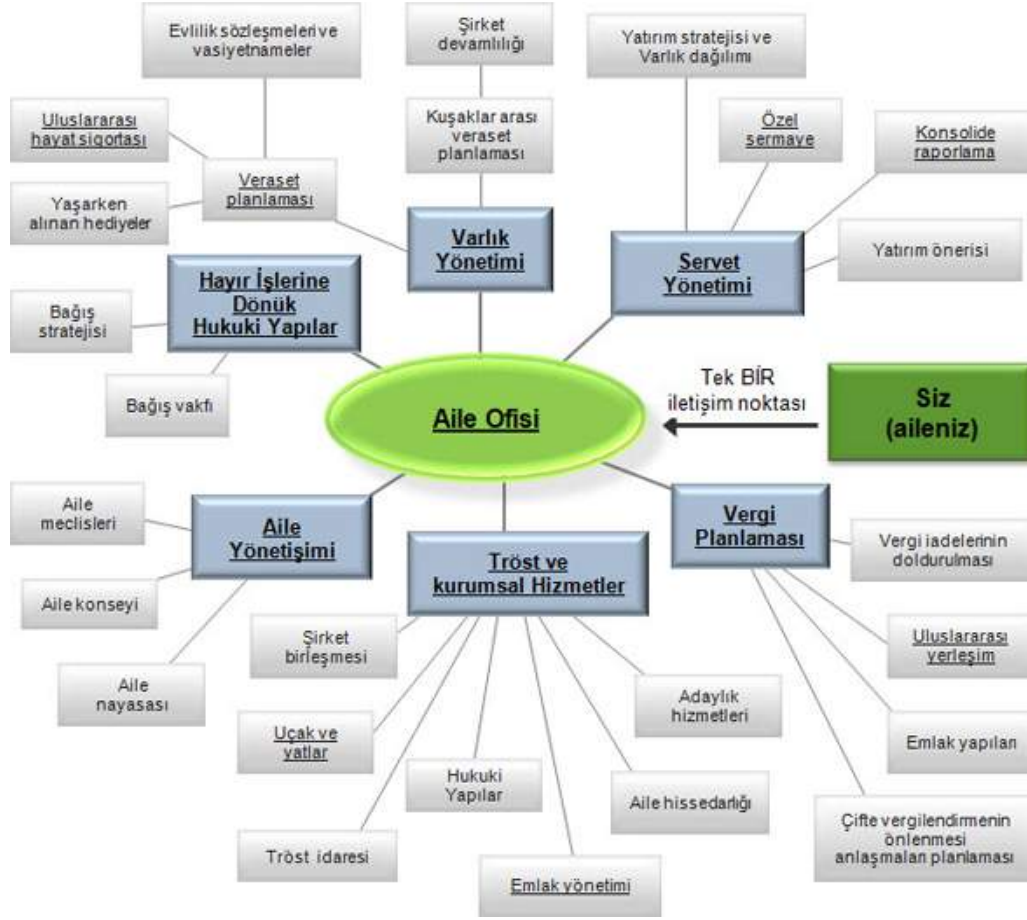 Evlilik sözleşmeleri ve
vasiyetnameler
Şirket
devamlılığı
Yatırım stratejisi ve
Varlık dağılımı
Uluslararası
hayat sigortası
Kuşaklar arası
veraset
planlaması
Özel
sermaye
Konsolide
raporlama
Veraset
planlaması
Yaşarken
alınan hediyeler
Varlık
Yönetimi
Servet
Yönetimi
Yatırım önerisi
Hayır İşlerine
Dönük
Hukuki Yapılar
Bağış
stratejisi
Bağış vakfı
Aile Ofisi
Tek BİR
iletişim noktası
Siz
(aileniz)
Aile
meclisleri
Aile
Yönetişimi
Vergi
Planlaması
Tröst ve
kurumsal Hizmetler
Vergi iadelerinin
doldurulması
Aile konseyi
Şirket
birleşmesi
Uluslararası
yerleşim
Aile
nayasası
Adaylık
hizmetleri
Uçak ve
yatlar
Emlak yapıları
Hukuki
Yapılar
Aile hissedarlığı
Çifte vergilendirmenin
önlenmesi
anlaşmaları planlaması
Tröst idaresi
Emlak yönetimi